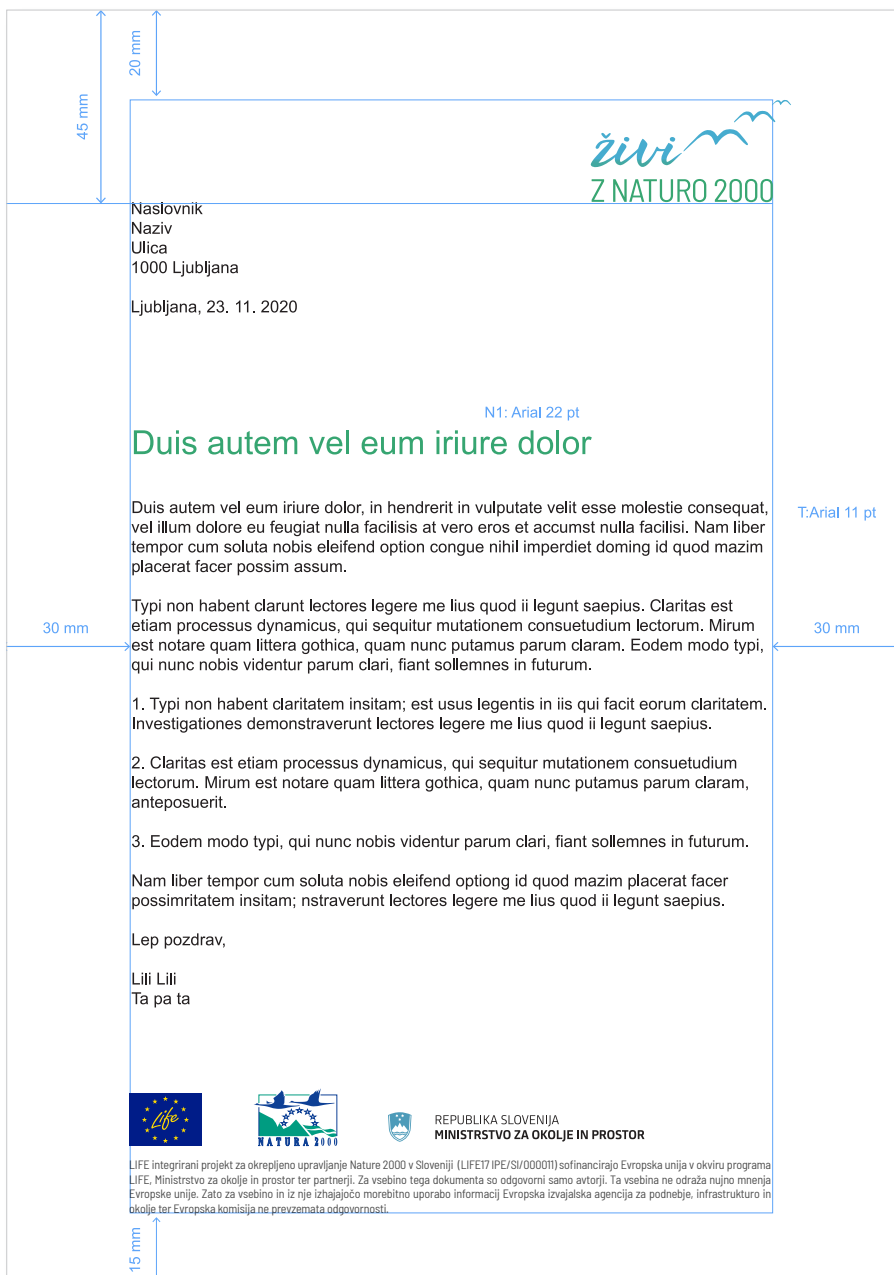 20 mm
45 mm
živi
Z NATURO 2000
Naslovnik
Naziv
Ulica
1000 Ljubljana
Ljubljana, 23. 11. 2020
N1: Arial 22 pt
Duis autem vel eum iriure dolor
Duis autem vel eum iriure dolor, in hendrerit in vulputate velit esse molestie consequat,
T:Arial 11 pt
vel illum dolore eu feugiat nulla facilisis at vero eros et accumst nulla facilisi. Nam liber
tempor cum soluta nobis eleifend option congue nihil imperdiet doming id quod mazim
placerat facer possim assum.
Typi non habent clarunt lectores legere me lius quod ii legunt saepius. Claritas est
etiam processus dynamicus, qui sequitur mutationem consuetudium lectorum. Mirum
30 mm
30 mm
est notare quam littera gothica, quam nunc putamus parum claram. Eodem modo typi,
qui nunc nobis videntur parum clari, fiant sollemnes in futurum.
1. Typi non habent claritatem insitam; est usus legentis in iis qui facit eorum claritatem.
Investigationes demonstraverunt lectores legere me lius quod ii legunt saepius.
2. Claritas est etiam processus dynamicus, qui sequitur mutationem consuetudium
lectorum. Mirum est notare quam littera gothica, quam nunc putamus parum claram,
anteposuerit.
3. Eodem modo typi, qui nunc nobis videntur parum clari, fiant sollemnes in futurum.
Nam liber tempor cum soluta nobis eleifend optiong id quod mazim placerat facer
possimritatem insitam; nstraverunt lectores legere me lius quod ii legunt saepius.
Lep pozdrav,
Lili Lili
Ta pa ta
Life
NATURA 2000
REPUBLIKA SLOVENIJA
MINISTRSTVO ZA OKOLJE IN PROSTOR
LIFE integrirani projekt za okrepljeno upravljanje Nature 2000 v Sloveniji (LIFE17 IPE/SI/000011) sofinancirajo Evropska unija v okviru programa
LIFE, Ministrstvo za okolje in prostor ter partnerji. Za vsebino tega dokumenta so odgovorni samo avtorji. Ta vsebina ne odraža nujno mnenja
Evropske unije. Zato za vsebino in iz nje izhajajočo morebitno uporabo informacij Evropska izvajalska agencija za podnebje, infrastrukturo in
okolje ter Evropska komisija ne prevzemata odgovornosti.
15 mm